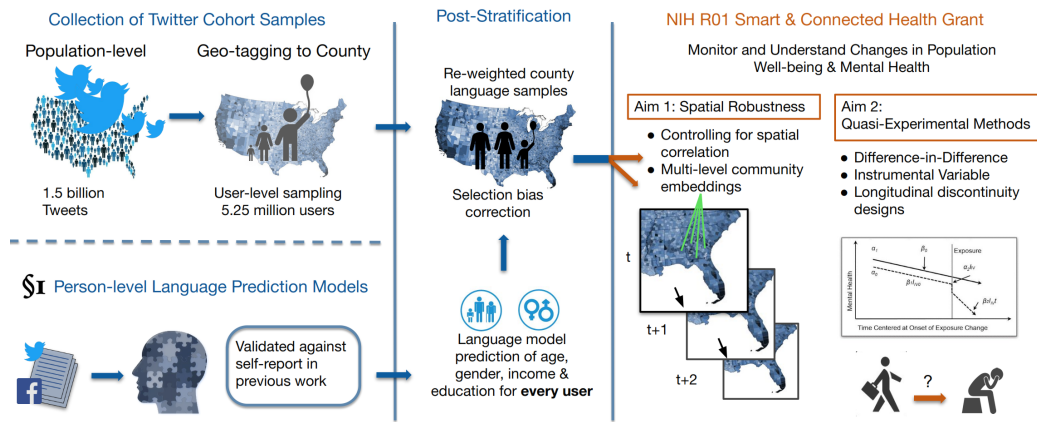 Collection of Twitter Cohort Samples
Population-level
Geo-tagging to County
1.5 billion
Tweets
User-level sampling
5.25 million users
§1 Person-level Language Prediction Models
Validated against
self-report in
previous work
Post-Stratification
Re-weighted county
language samples
Selection bias
correction
Language model
prediction of age,
gender, income &
education for every user
NIH R01 Smart & Connected Health Grant
Monitor and Understand Changes in Population
Well-being & Mental Health
Aim 1: Spatial Robustness
● Controlling for spatial
correlation
● Multi-level community
embeddings
t
t+1
t+2
Aim 2:
Quasi-Experimental Methods
● Difference-in-Difference
● Instrumental Variable
● Longitudinal discontinuity
designs
Mental Health
α₁
α₀
Exposure
Time Centered at Onset of Exposure Change
?